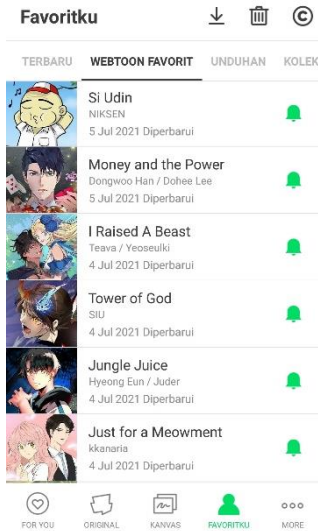 Favoritku
TERBARU WEBTOON FAVORIT UNDUHAN KOLEK
Si Udin
NIKSEN
5 Jul 2021 Diperbarui
Money and the Power
Dongwoo Han / Dohee Lee
5 Jul 2021 Diperbarui
I Raised A Beast
Teava / Yeoseulki
4 Jul 2021 Diperbarui
Tower of God
SIU
4 Jul 2021 Diperbarui
Jungle Juice
Hyeong Eun / Juder
4 Jul 2021 Diperbarui
Just for a Meowment
kkanaria
4 Jul 2021 Diperbarui
FOR YOU ORIGINAL KANVAS FAVORITKU MORE